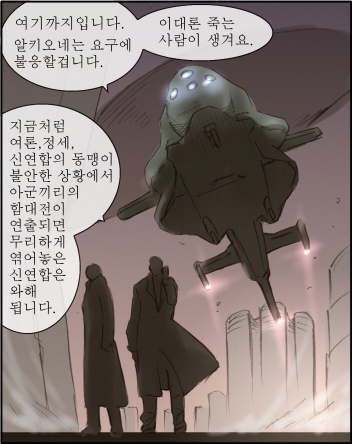 여기까지입니다.
알키오네는 요구에
불응할겁니다.
이대론 죽는
사람이 생겨요.
지금처럼
여론,정세,
신연합의 동맹이
불안한 상황에서
아군끼리의
함대전이
연출되면
무리하게
엮어놓은
신연합은
와해
됩니다.